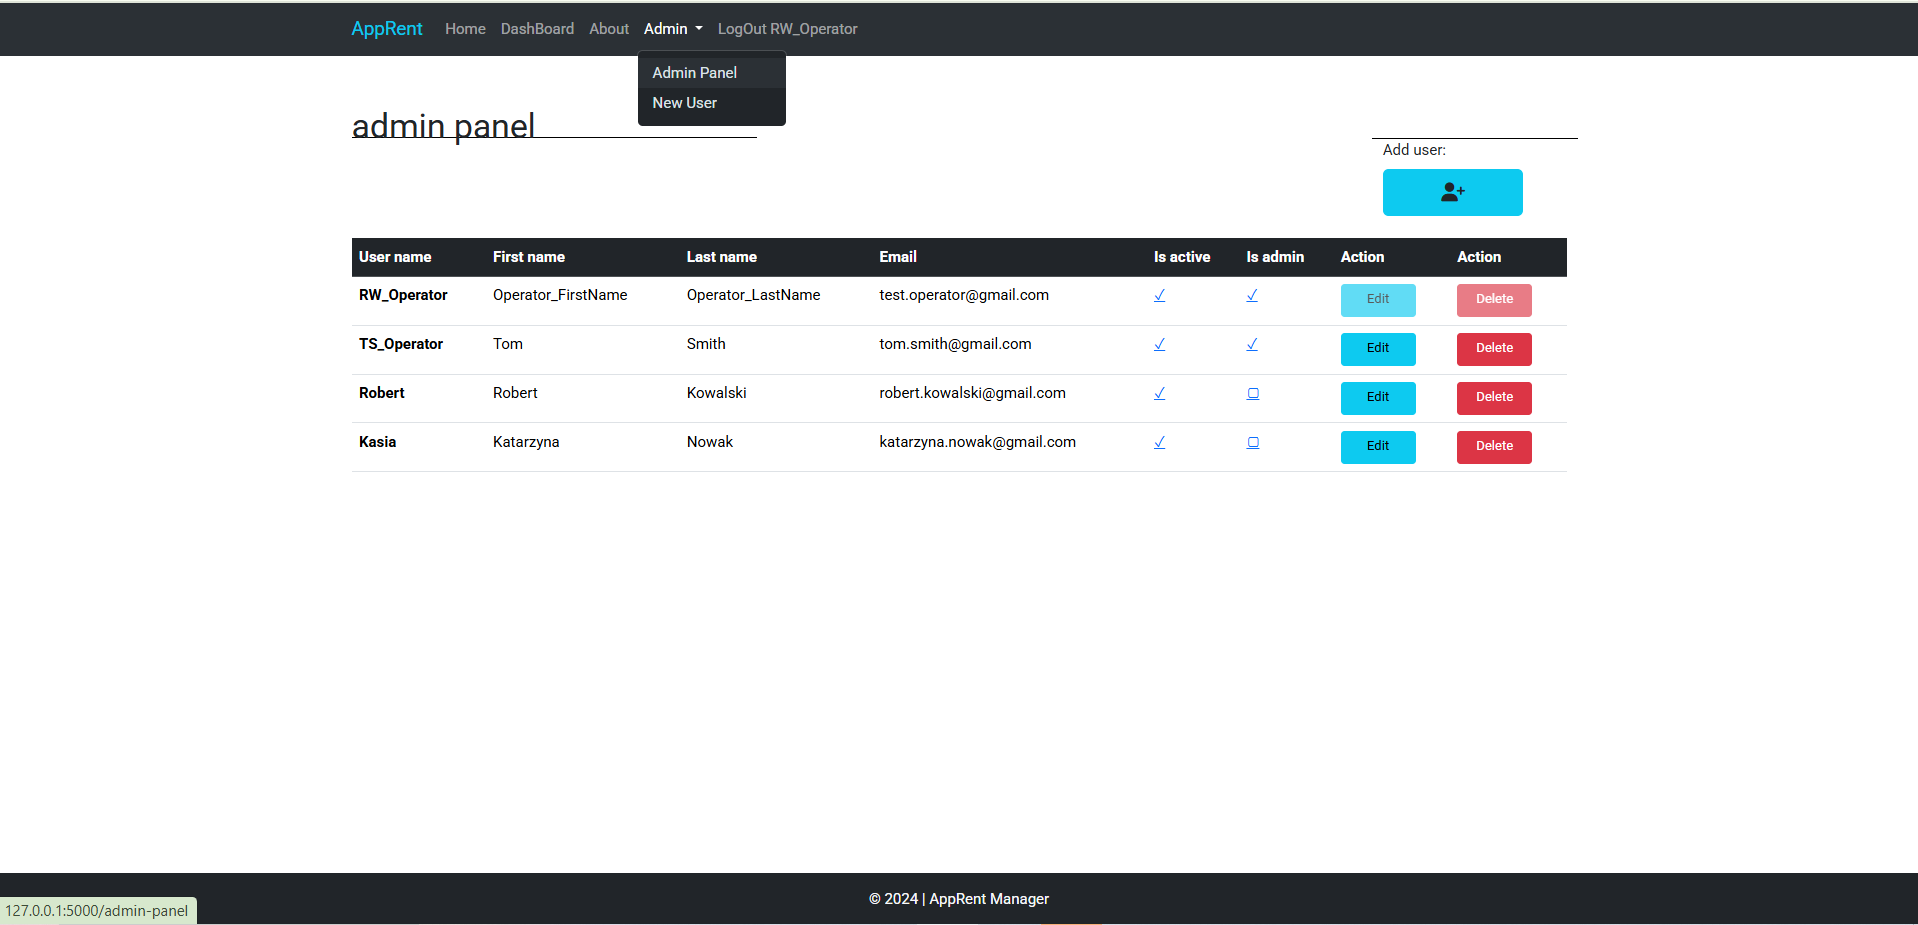 AppRent Home DashBoard About Admin LogOut RW_Operator
Admin Panel
New User
admin panel
Add user:
User name First name Last name Email Is active Is admin Action Action
RW_Operator Operator_FirstName Operator_LastName test.operator@gmail.com ✓ ✓ Edit Delete
TS_Operator Tom Smith tom.smith@gmail.com ✓ ✓ Edit Delete
Robert Robert Kowalski robert.kowalski@gmail.com ✓ ▢ Edit Delete
Kasia Katarzyna Nowak katarzyna.nowak@gmail.com ✓ ▢ Edit Delete
© 2024 | AppRent Manager
127.0.0.1:5000/admin-panel